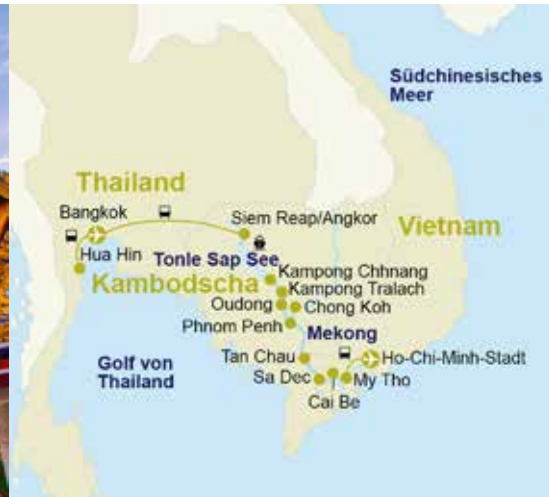 Südchinesisches
Meer
Thailand
Bangkok
Siem Reap/Angkor
Vietnam
Hua Hin
Tonle Sap See
Kampong Chhnang
Kambodscha
Kampong Tralach
Oudong
Chong Koh
Phnom Penh
Mekong
Golf von
Thailand
Tan Chau
Ho-Chi-Minh-Stadt
Sa Dec
My Tho
Cai Be